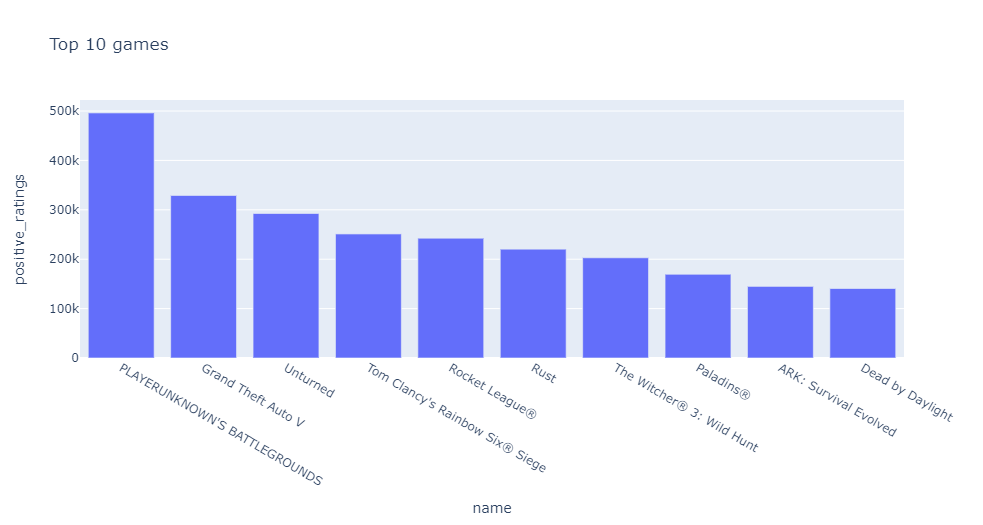 Top 10 games
positive_ratings
500k
400k
300k
200k
100k
0
PLAYERUNKNOWN'S BATTLEGROUNDS
Grand Theft Auto V
Unturned
Tom Clancy's Rainbow Six® Siege
Rocket League®
Rust
The Witcher® 3: Wild Hunt
Paladins®
ARK: Survival Evolved
Dead by Daylight
name